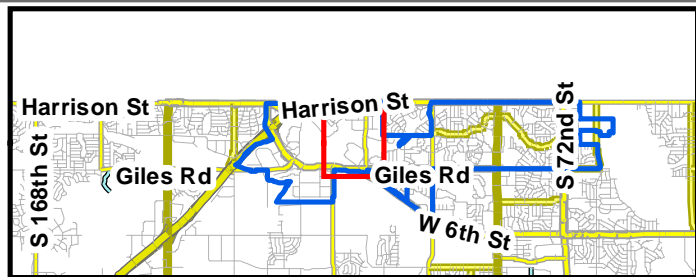 Harrison St
Harrison St
S 72nd St
S 168th St
Giles Rd
Giles Rd
W 6th St